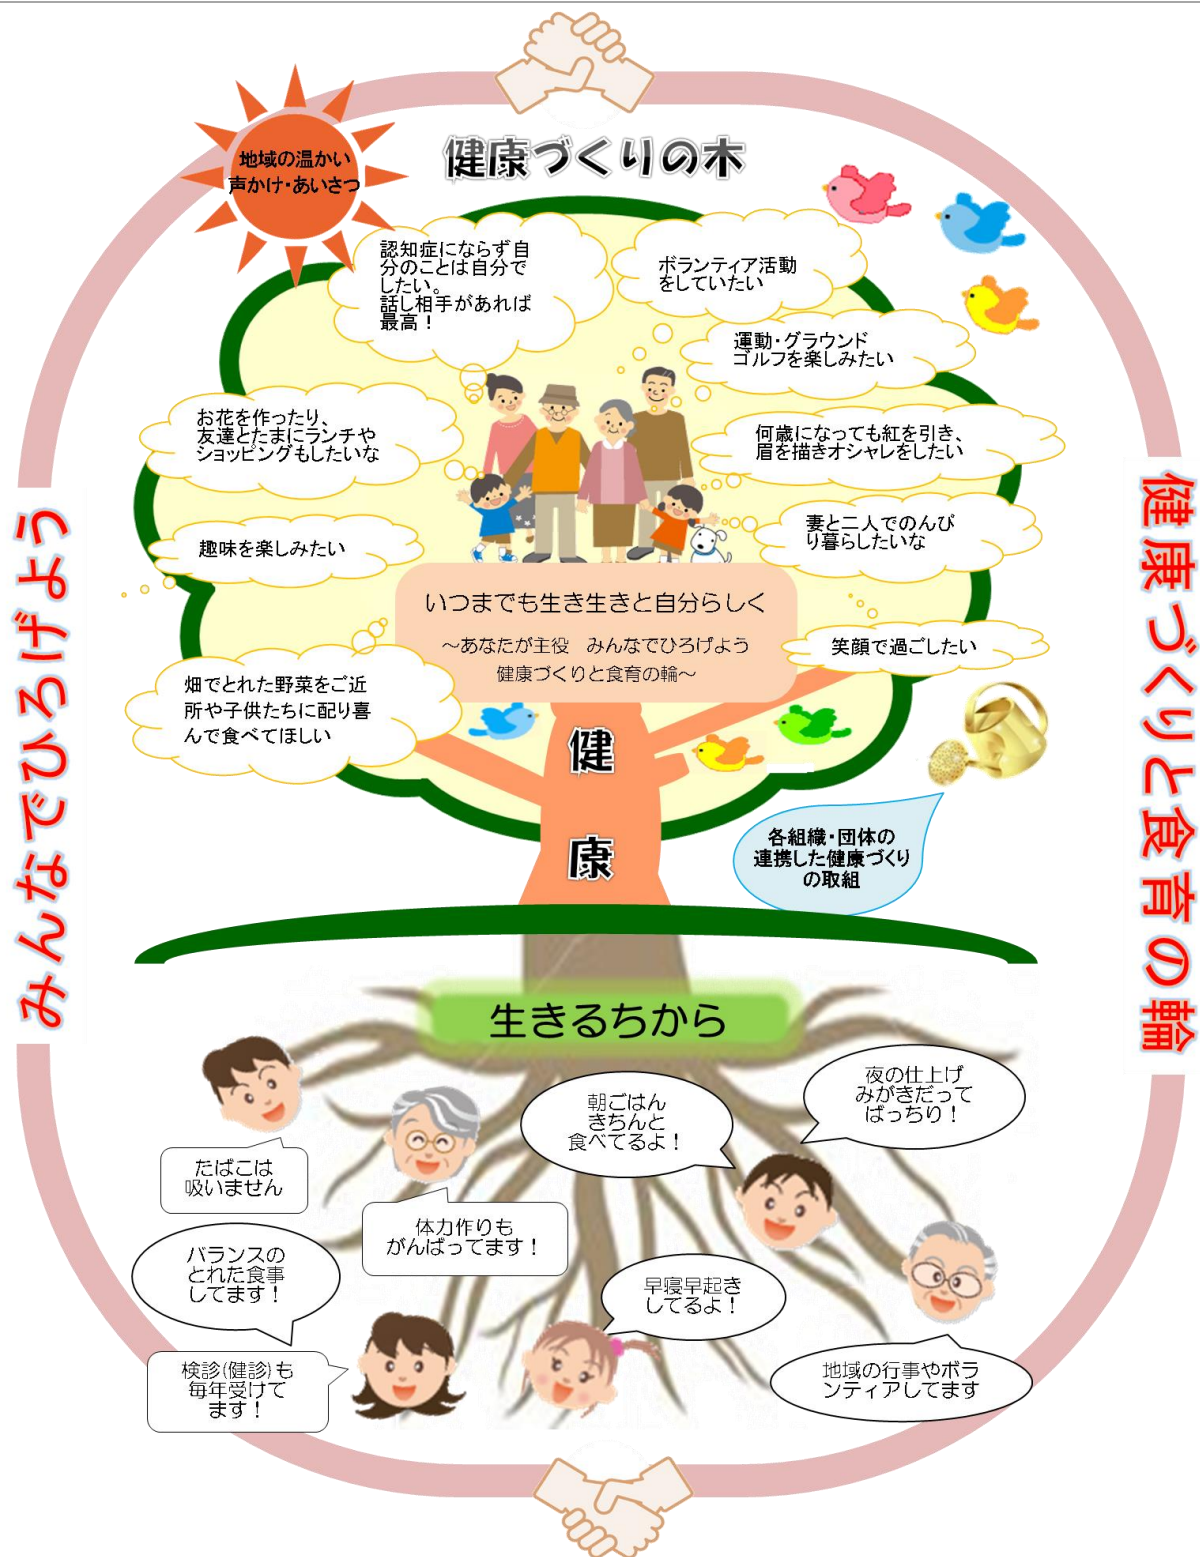 健康づくりの木
地域の温かい
声かけ・あいさつ
認知症にならず自
分のことは自分で
したい。
話し相手があれば
最高！
ボランティア活動
をしていたい
運動・グラウンド
ゴルフを楽しみたい
お花を作ったり、
友達とたまにランチや
ショッピングもしたいな
何歳になっても紅を引き、
眉を描きオシャレをしたい
趣味を楽しみたい
妻と二人でのんび
り暮らしたいな
いつまでも生き生きと自分らしく
～あなたが主役　みんなでひろげよう
健康づくりと食育の輪～
笑顔で過ごしたい
畑でとれた野菜をご近
所や子供たちに配り喜
んで食べてほしい
健
康
各組織・団体の
連携した健康づくり
の取組
みんなでひろげよう
健康づくりと食育の輪
生きるちから
たばこは
吸いません
体力作りも
がんばってます！
朝ごはん
きちんと
食べてるよ！
夜の仕上げ
みがきだって
ばっちり！
バランスの
とれた食事
してます！
早寝早起き
してるよ！
検診(健診)も
毎年受けて
ます！
地域の行事やボラ
ンティアしてます